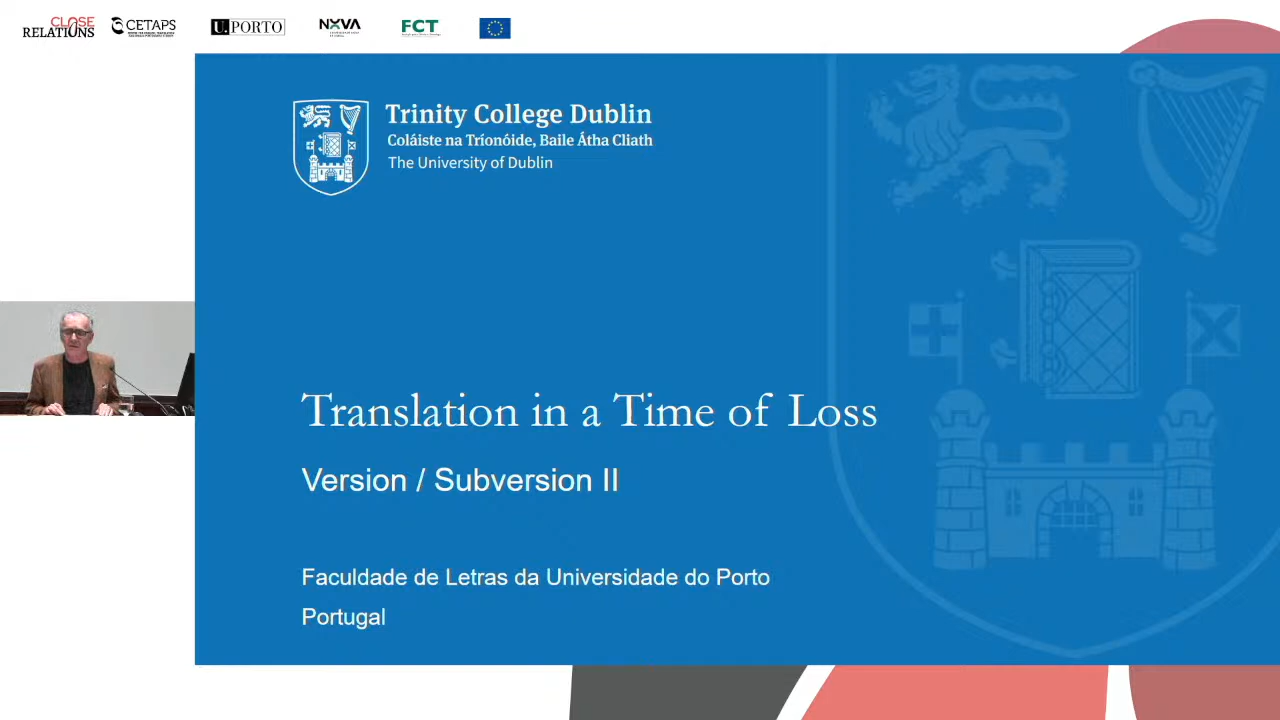 CLOSE
RELATIONS
CETAPS
U. PORTO
NOVA
FCT
Trinity College Dublin
Coláiste na Tríonóide, Baile Átha Cliath
The University of Dublin
Translation in a Time of Loss
Version / Subversion II
Faculdade de Letras da Universidade do Porto
Portugal